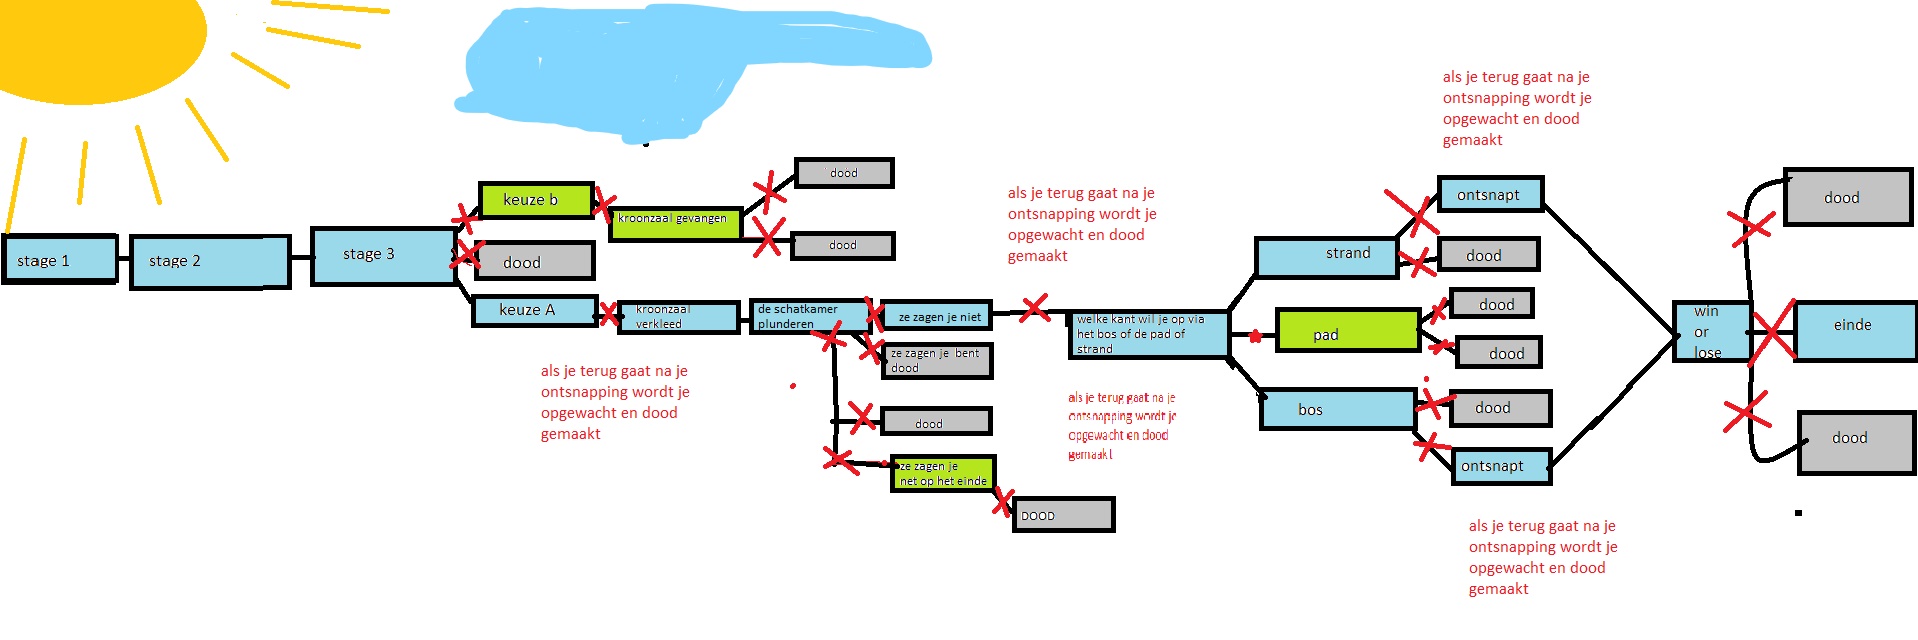 stage 1
stage 2
stage 3
keuze b
dood
keuze A
kroonzaal gevangen
dood
dood
kroonzaal
verkleed
de schatkamer
plunderen
ze zagen je niet
ze zagen je bent
dood
dood
ze zagen je
net op het einde
DOOD
als je terug gaat na je
ontsnapping wordt je
opgewacht en dood
gemaakt
als je terug gaat na je
ontsnapping wordt je
opgewacht en dood
gemaakt
welke kant wil je op via
het bos of de pad of
strand
als je terug gaat na je
ontsnapping wordt je
opgewacht en dood
gemaakt
als je terug gaat na je
ontsnapping wordt je
opgewacht en dood
gemaakt
strand
ontsnapt
dood
pad
dood
dood
bos
dood
ontsnapt
als je terug gaat na je
ontsnapping wordt je
opgewacht en dood
gemaakt
win
or
lose
dood
einde
dood